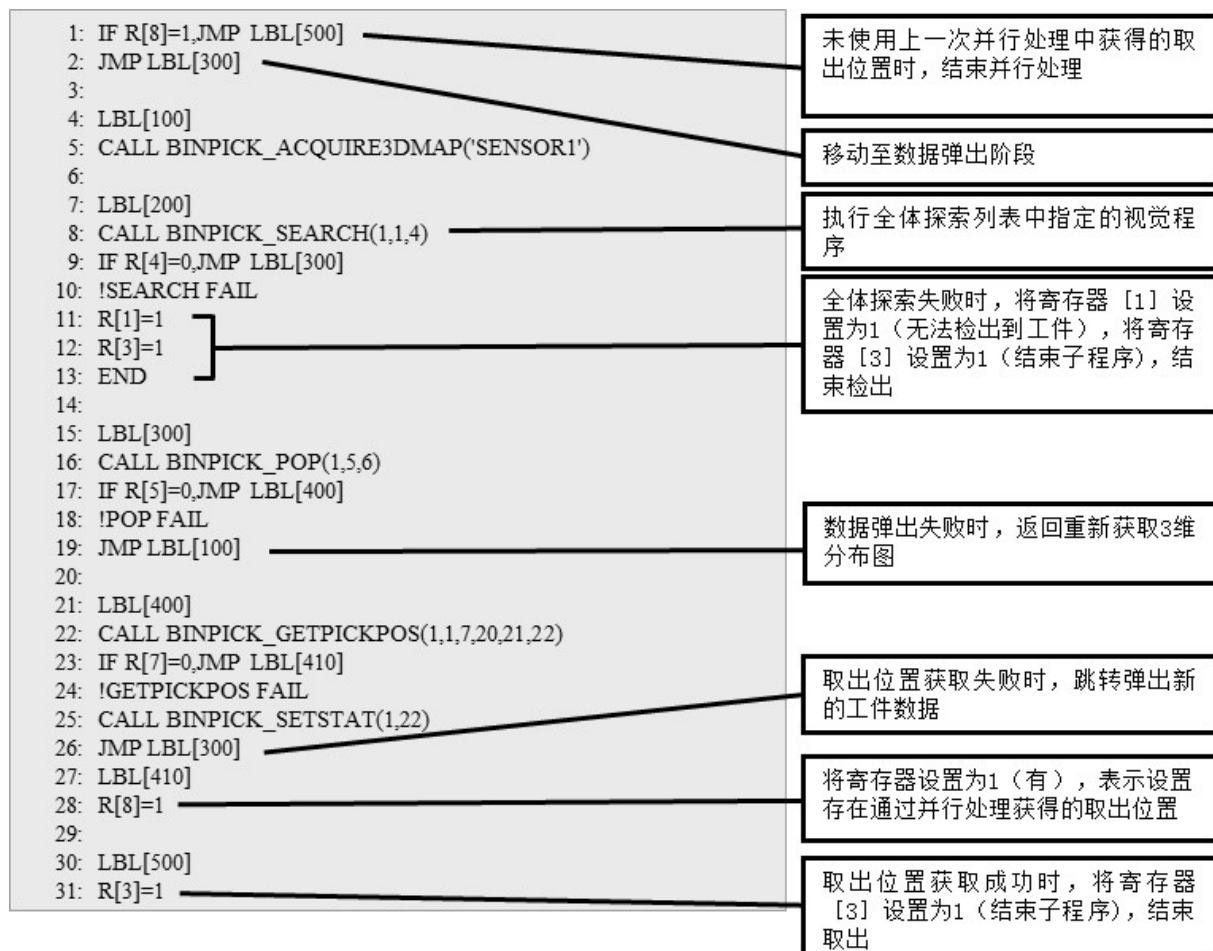 1: IF R[8]=1,JMP LBL[500]
2: JMP LBL[300]
3:
4: LBL[100]
5: CALL BINPICK_ACQUIRE3DMAP('SENSOR1')
6:
7: LBL[200]
8: CALL BINPICK_SEARCH(1,1,4)
9: IF R[4]=0,JMP LBL[300]
10: !SEARCH FAIL
11: R[1]=1
12: R[3]=1
13: END
14:
15: LBL[300]
16: CALL BINPICK_POP(1,5,6)
17: IF R[5]=0,JMP LBL[400]
18: !POP FAIL
19: JMP LBL[100]
20:
21: LBL[400]
22: CALL BINPICK_GETPICKPOS(1,1,7,20,21,22)
23: IF R[7]=0,JMP LBL[410]
24: !GETPICKPOS FAIL
25: CALL BINPICK_SETSTAT(1,22)
26: JMP LBL[300]
27: LBL[410]
28: R[8]=1
29:
30: LBL[500]
31: R[3]=1
未使用上一次并行处理中获得的取
出位置时，结束并行处理
移动至数据弹出阶段
执行全体探索列表中指定的视觉程
序
全体探索失败时，将寄存器 [1] 设
置为1（无法检出到工件），将寄存
器 [3] 设置为1（结束子程序），结
束检出
数据弹出失败时，返回重新获取3维
分布图
取出位置获取失败时，跳转弹出新
的工件数据
将寄存器设置为1（有），表示设置
存在通过并行处理获得的取出位置
取出位置获取成功时，将寄存器
[3] 设置为1（结束子程序），结束
取出